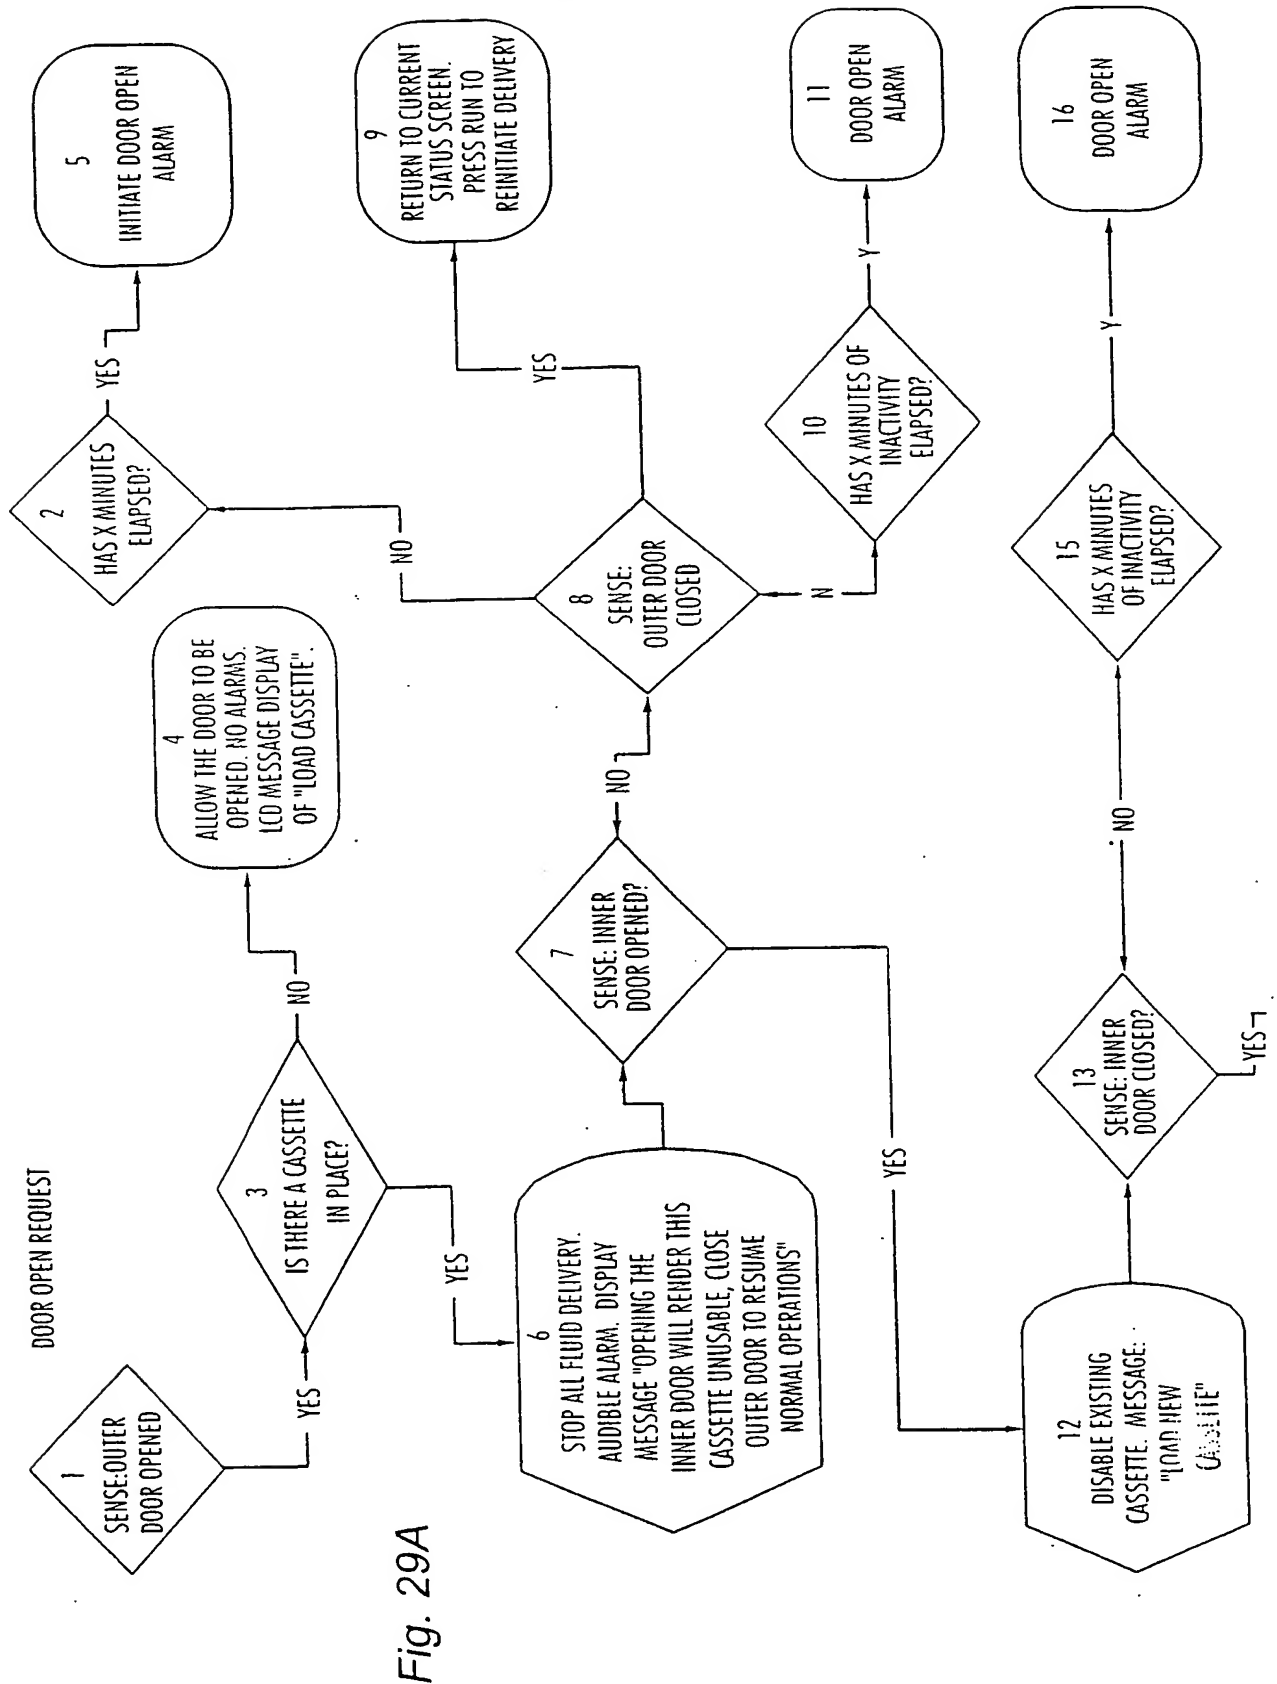 DOOR OPEN REQUEST
1
SENSE:OUTER
DOOR OPENED
YES
3
IS THERE A CASSETTE
IN PLACE?
NO
4
ALLOW THE DOOR TO BE
OPENED. NO ALARMS.
LCD MESSAGE DISPLAY
OF "LOAD CASSETTE".
2
HAS X MINUTES
ELAPSED?
YES
5
INITIATE DOOR OPEN
ALARM
YES
6
STOP ALL FLUID DELIVERY.
AUDIBLE ALARM. DISPLAY
MESSAGE "OPENING THE
INNER DOOR WILL RENDER THIS
CASSETTE UNUSABLE, CLOSE
OUTER DOOR TO RESUME
NORMAL OPERATIONS"
7
SENSE: INNER
DOOR OPENED?
NO
8
SENSE:
OUTER DOOR
CLOSED
NO
YES
9
RETURN TO CURRENT
STATUS SCREEN.
PRESS RUN TO
REINITIATE DELIVERY
N
10
HAS X MINUTES OF
INACTIVITY
ELAPSED?
Y
11
DOOR OPEN
ALARM
YES
12
DISABLE EXISTING
CASSETTE. MESSAGE:
"LOAD NEW
CASSETTE"
13
SENSE: INNER
DOOR CLOSED?
YES
NO
15
HAS X MINUTES
OF INACTIVITY
ELAPSED?
Y
16
DOOR OPEN
ALARM
Fig. 29A